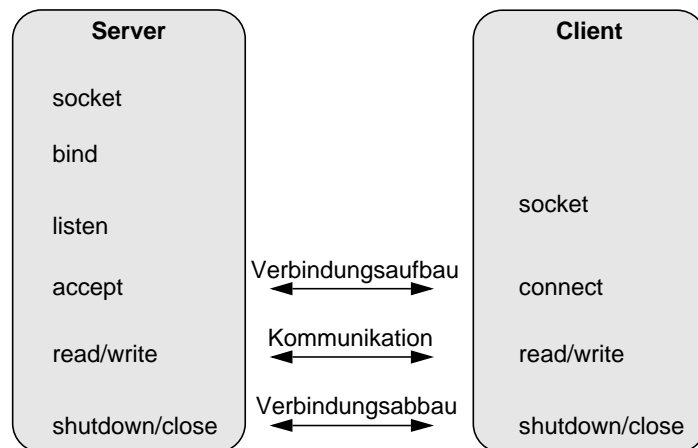 Server
socket
bind
listen
accept
read/write
shutdown/close
Verbindungsaufbau
Kommunikation
Verbindungsabbau
Client
socket
connect
read/write
shutdown/close